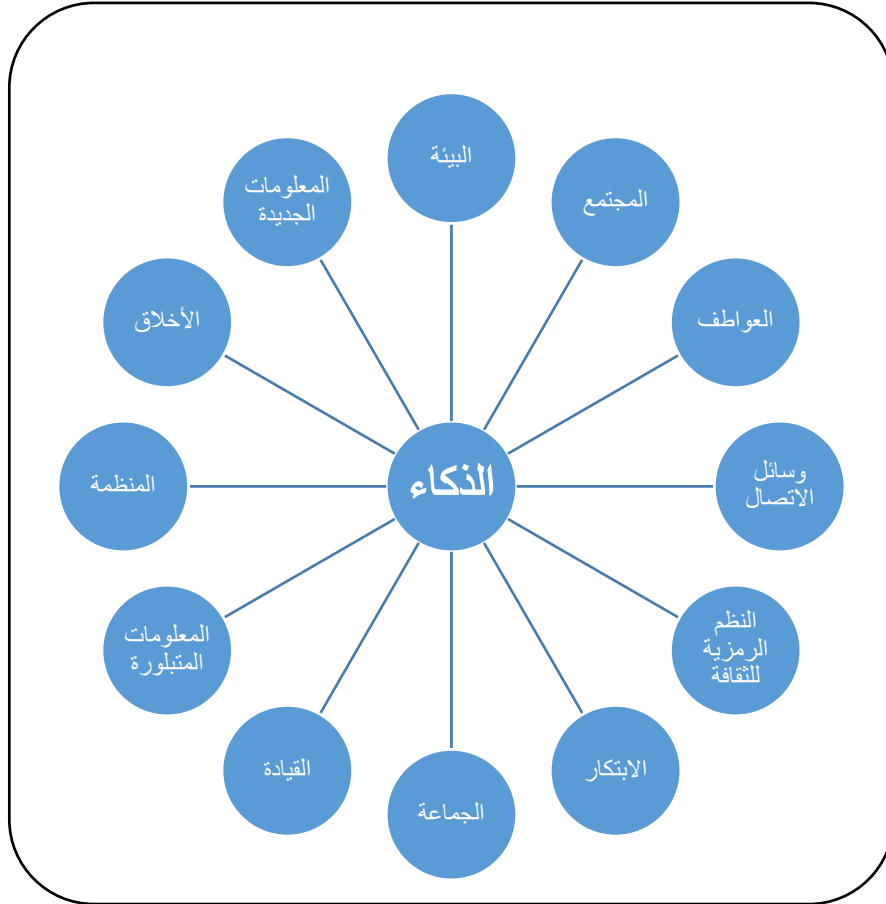 البيئة
المجتمع
العواطف
وسائل
الاتصال
النظم
الرمزية
للثقافة
الابتكار
الجماعة
القيادة
المعلومات
المتبلورة
المنظمة
الأخلاق
المعلومات
الجديدة
الذكاء